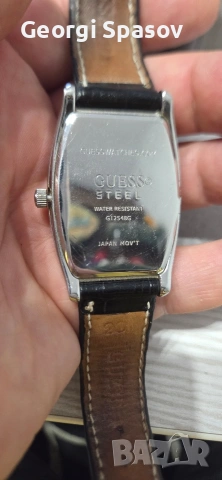 Georgi Spasov
GUESS
STEEL
WATER RESISTANT
G12548G
JAPAN MOV'T
BAZAR